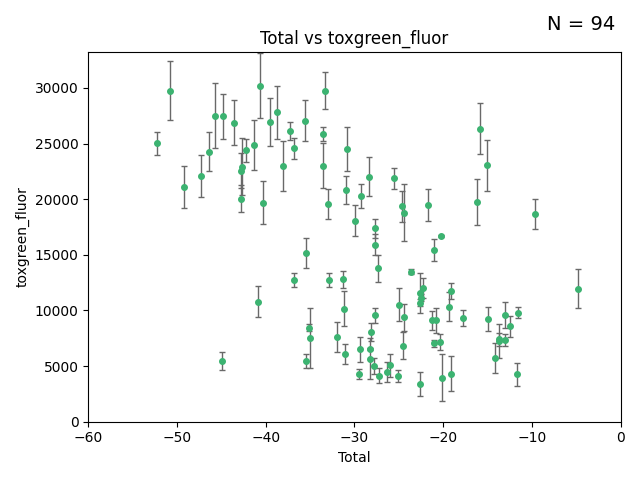 N = 94
Total vs toxgreen_fluor
30000
25000
20000
15000
10000
5000
0
toxgreen_fluor
−60 −50 −40 −30 −20 −10 0
Total